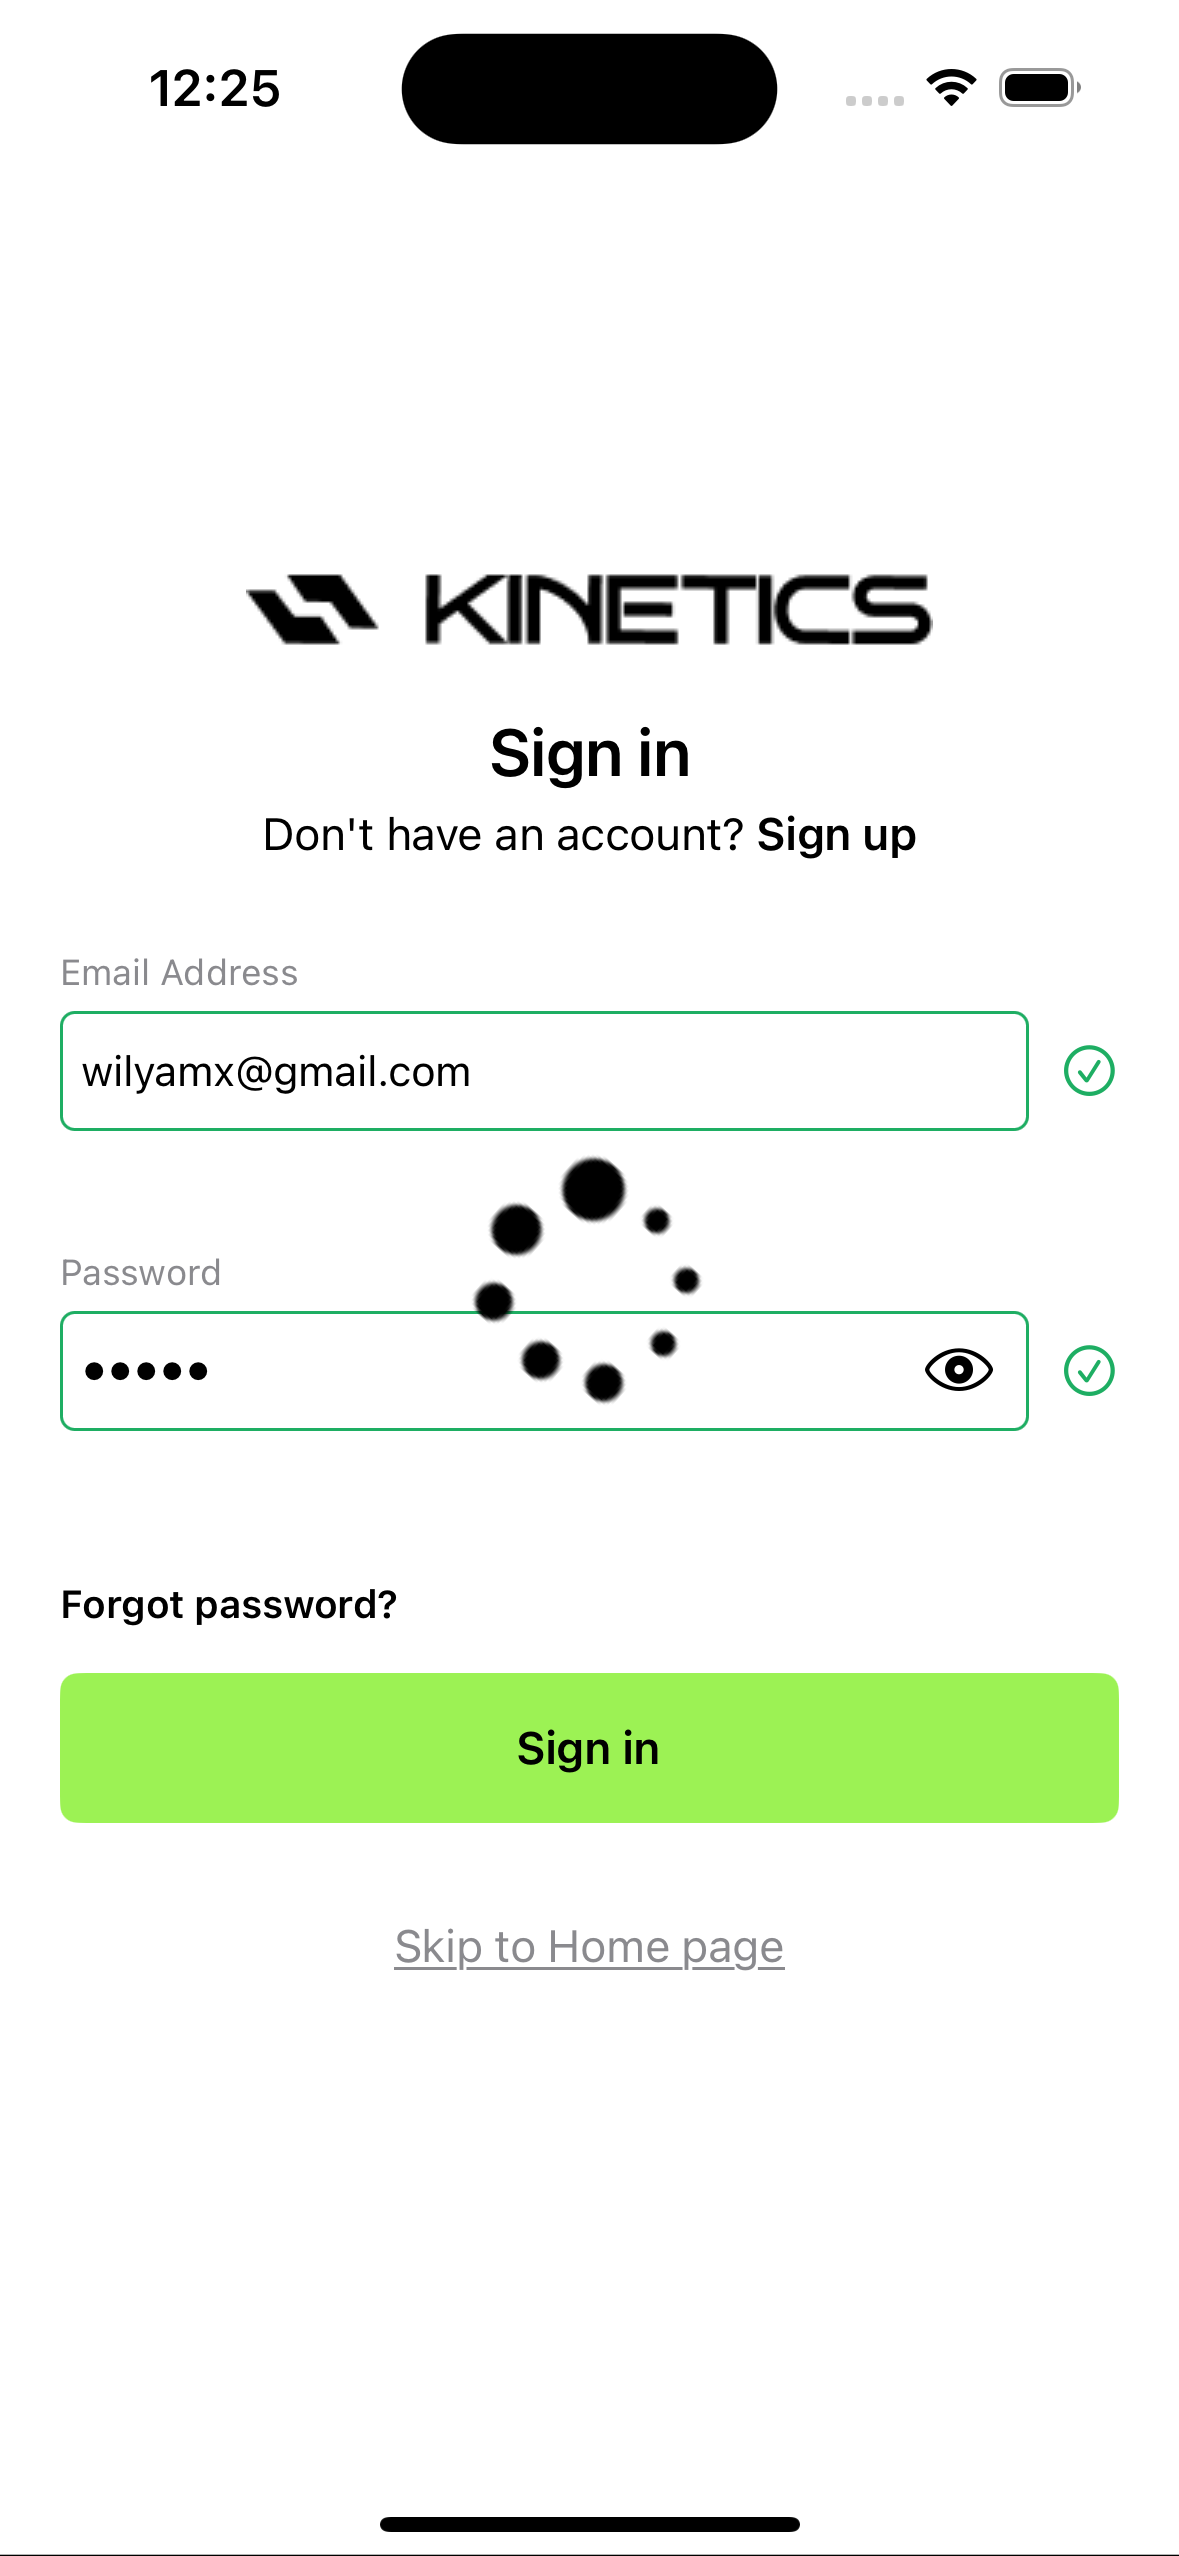 12:25
KINETICS
Sign in
Don't have an account? Sign up
Email Address
wilyamx@gmail.com
Password
•••••
Forgot password?
Sign in
Skip to Home page